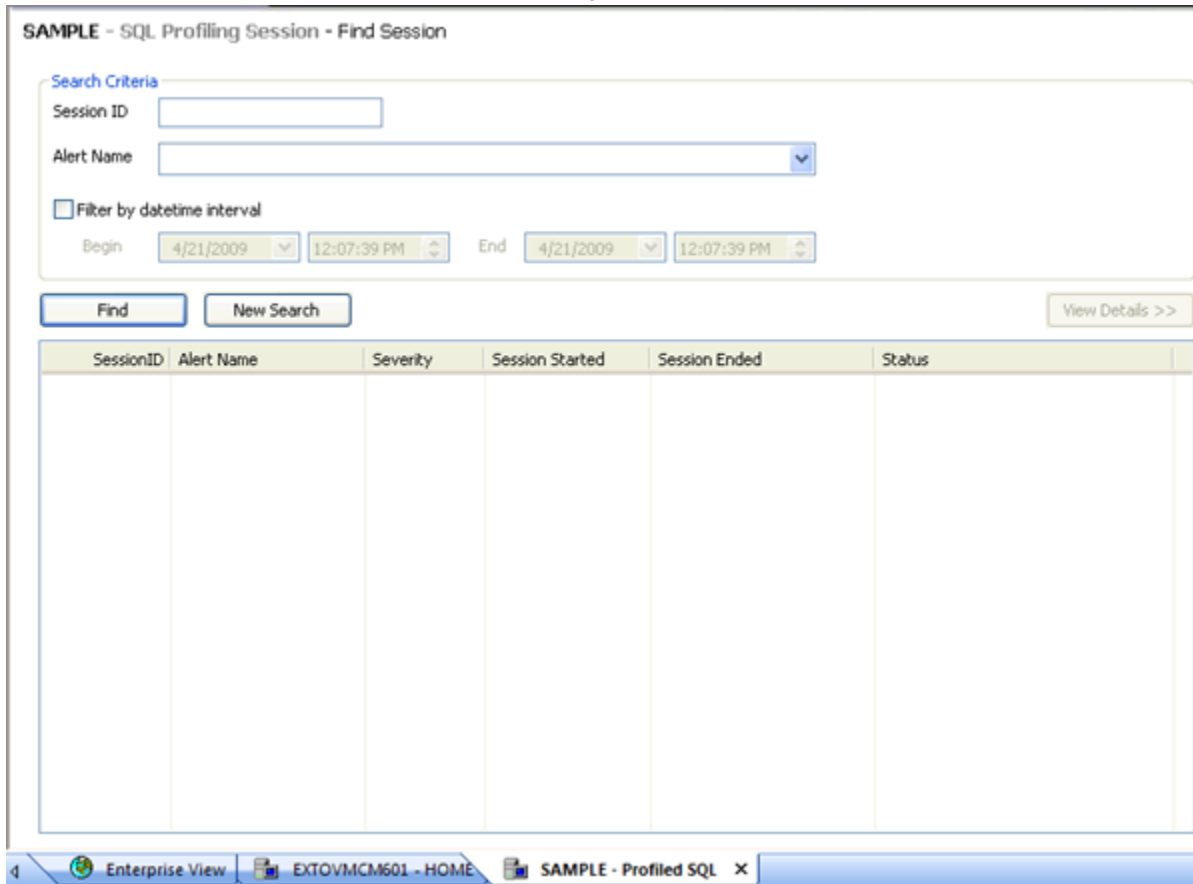 SAMPLE - SQL Profiling Session - Find Session
Search Criteria
Session ID
Alert Name
Filter by datetime interval
Begin 4/21/2009 12:07:39 PM End 4/21/2009 12:07:39 PM
Find New Search View Details >>
SessionID Alert Name Severity Session Started Session Ended Status
Enterprise View EXTOVMCM601 - HOME SAMPLE - Profiled SQL X